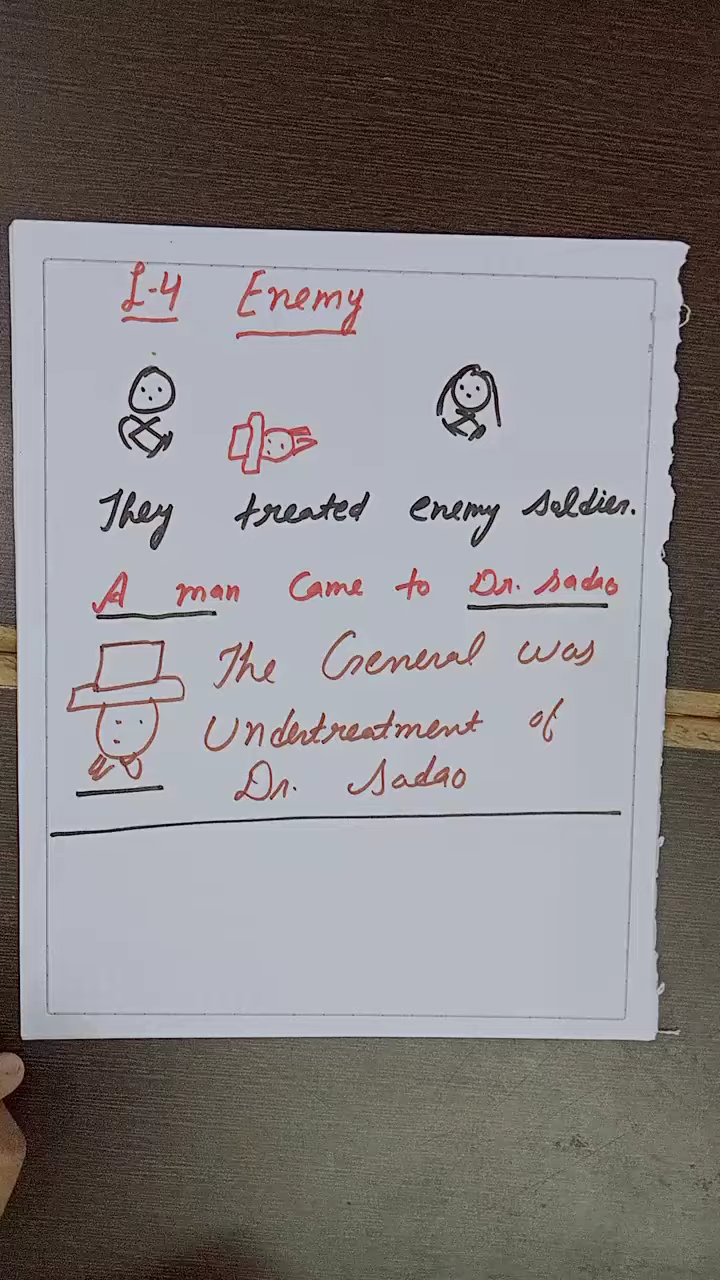 L-4 Enemy
They treated enemy soldier.
A man came to Dr. Sadao
The General was
Undertreatment of
Dr. Sadao